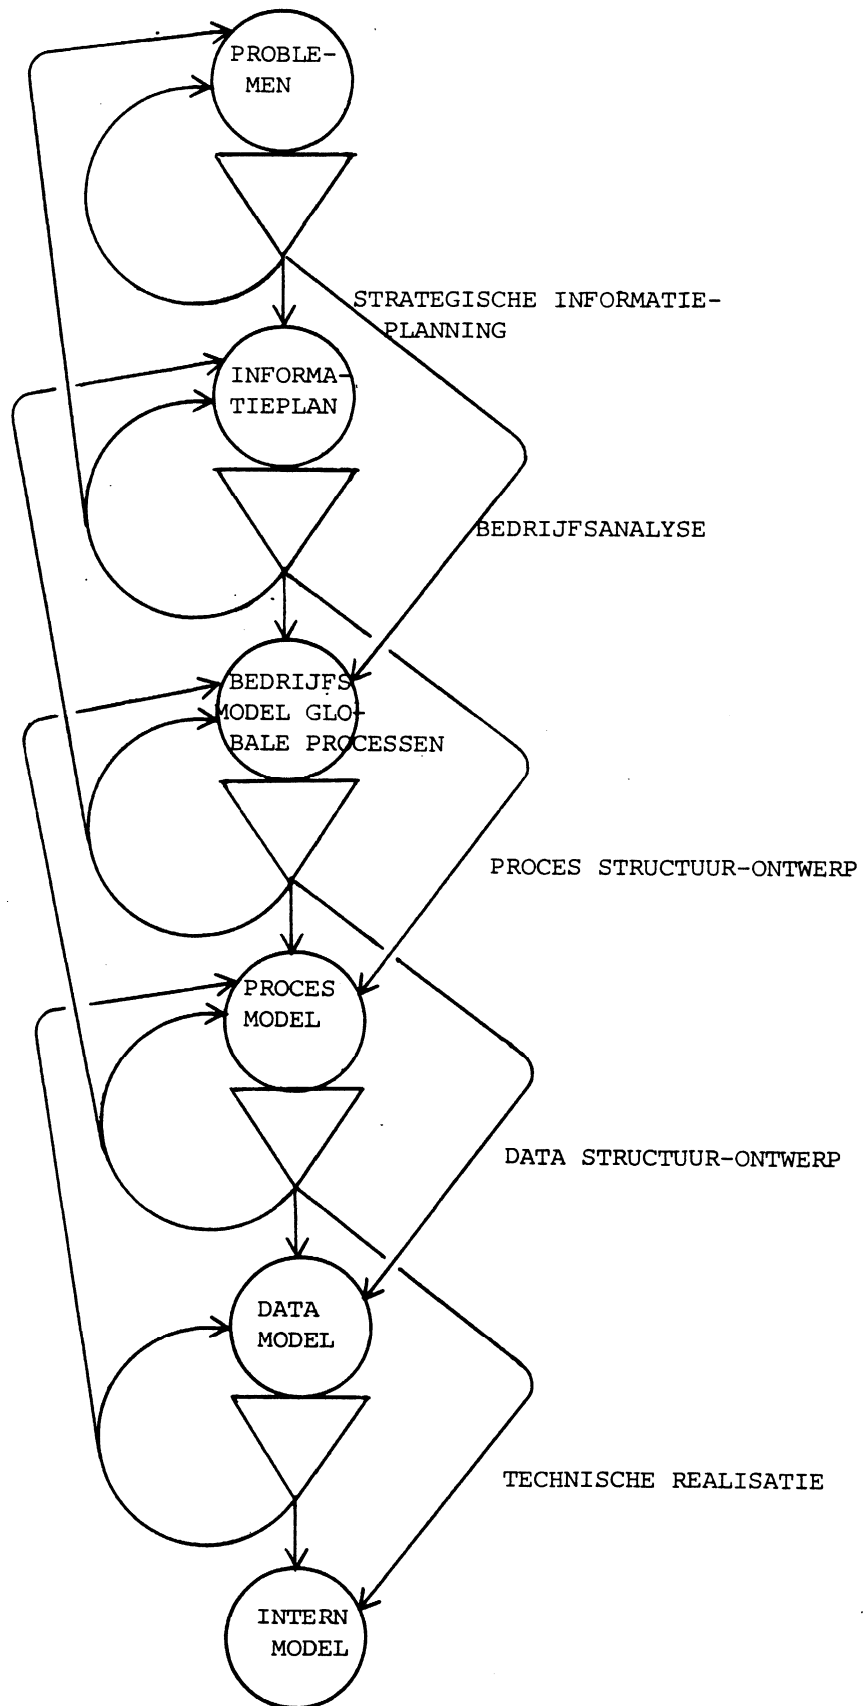 PROBLE-
MEN
STRATEGISCHE INFORMATIE-
PLANNING
INFORMA-
TIEPLAN
BEDRIJFSANALYSE
BEDRIJFS
MODEL GLO-
BALE PROCESSEN
PROCES STRUCTUUR-ONTWERP
PROCES
MODEL
DATA STRUCTUUR-ONTWERP
DATA
MODEL
TECHNISCHE REALISATIE
INTERN
MODEL